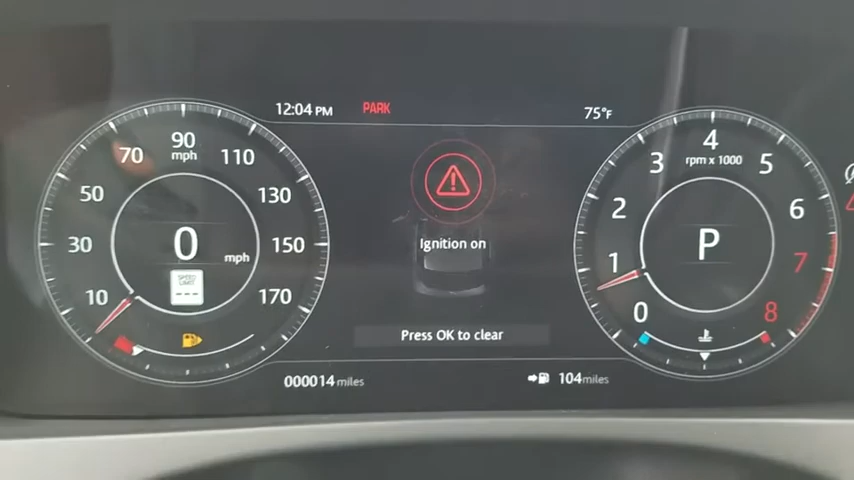 12:04 PM PARK 75°F
90
mph
70 110
50 130
30 150
10 170
0 mph
SPEED
LIMIT
---
Ignition on
Press OK to clear
4
rpm x 1000
3 5
2 6
1 7
0 8
P
000014 miles
104 miles